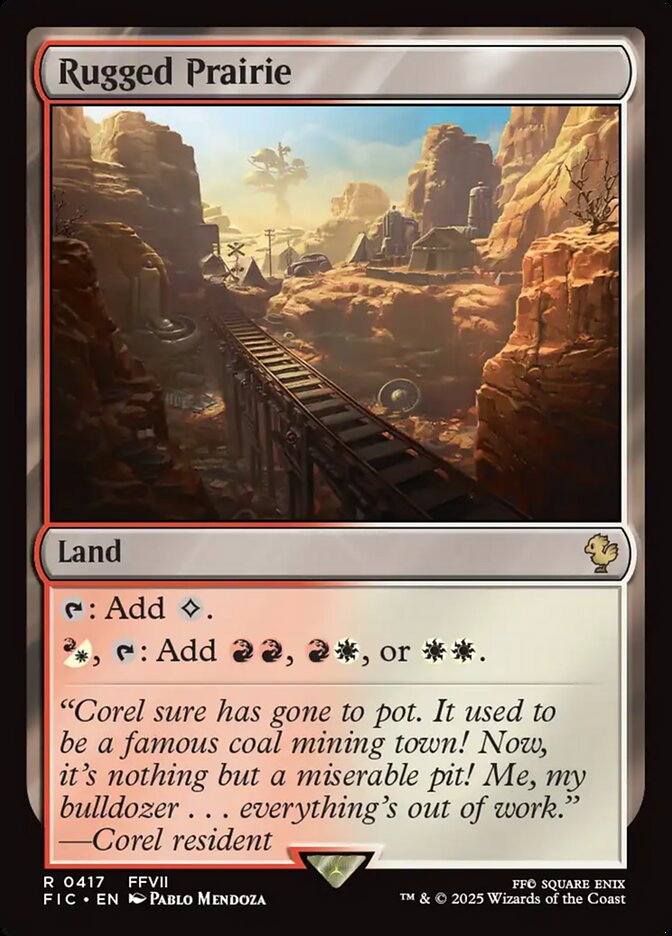 Rugged Prairie
Land
: Add .
, : Add , , or .
“Corel sure has gone to pot. It used to
be a famous coal mining town! Now,
it’s nothing but a miserable pit! Me, my
bulldozer . . . everything’s out of work.”
—Corel resident
R 0417 FFVII
FIC • EN Pablo Mendoza
FF© SQUARE ENIX
™ & © 2025 Wizards of the Coast